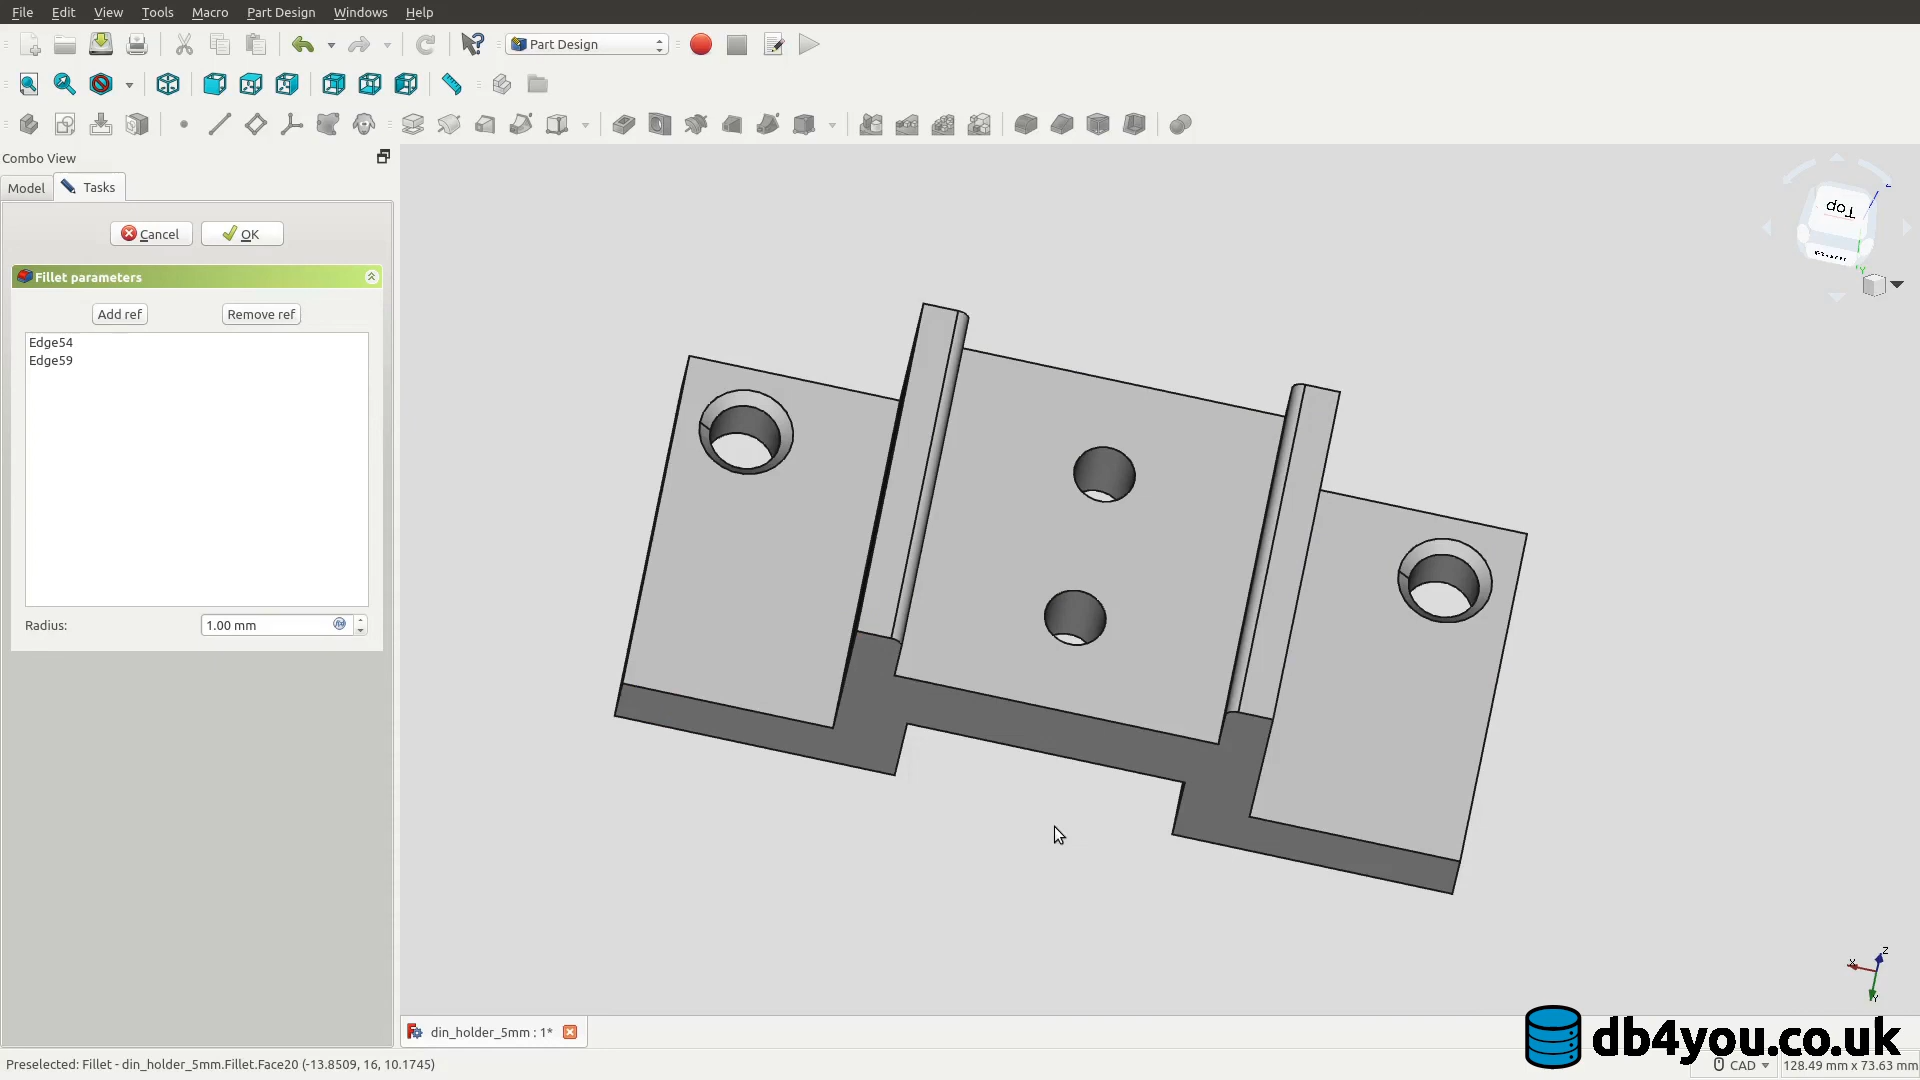 File Edit View Tools Macro Part Design Windows Help
Part Design
Combo View
Model Tasks
Cancel OK
Fillet parameters
Add ref Remove ref
Edge54
Edge59
Radius: 1.00 mm
Top
Z
Y
X Z
Y
din_holder_5mm : 1*
db4you.co.uk
Preselected: Fillet - din_holder_5mm.Fillet.Face20 (-13.8509, 16, 10.1745)
CAD 128.49 mm x 73.63 mm